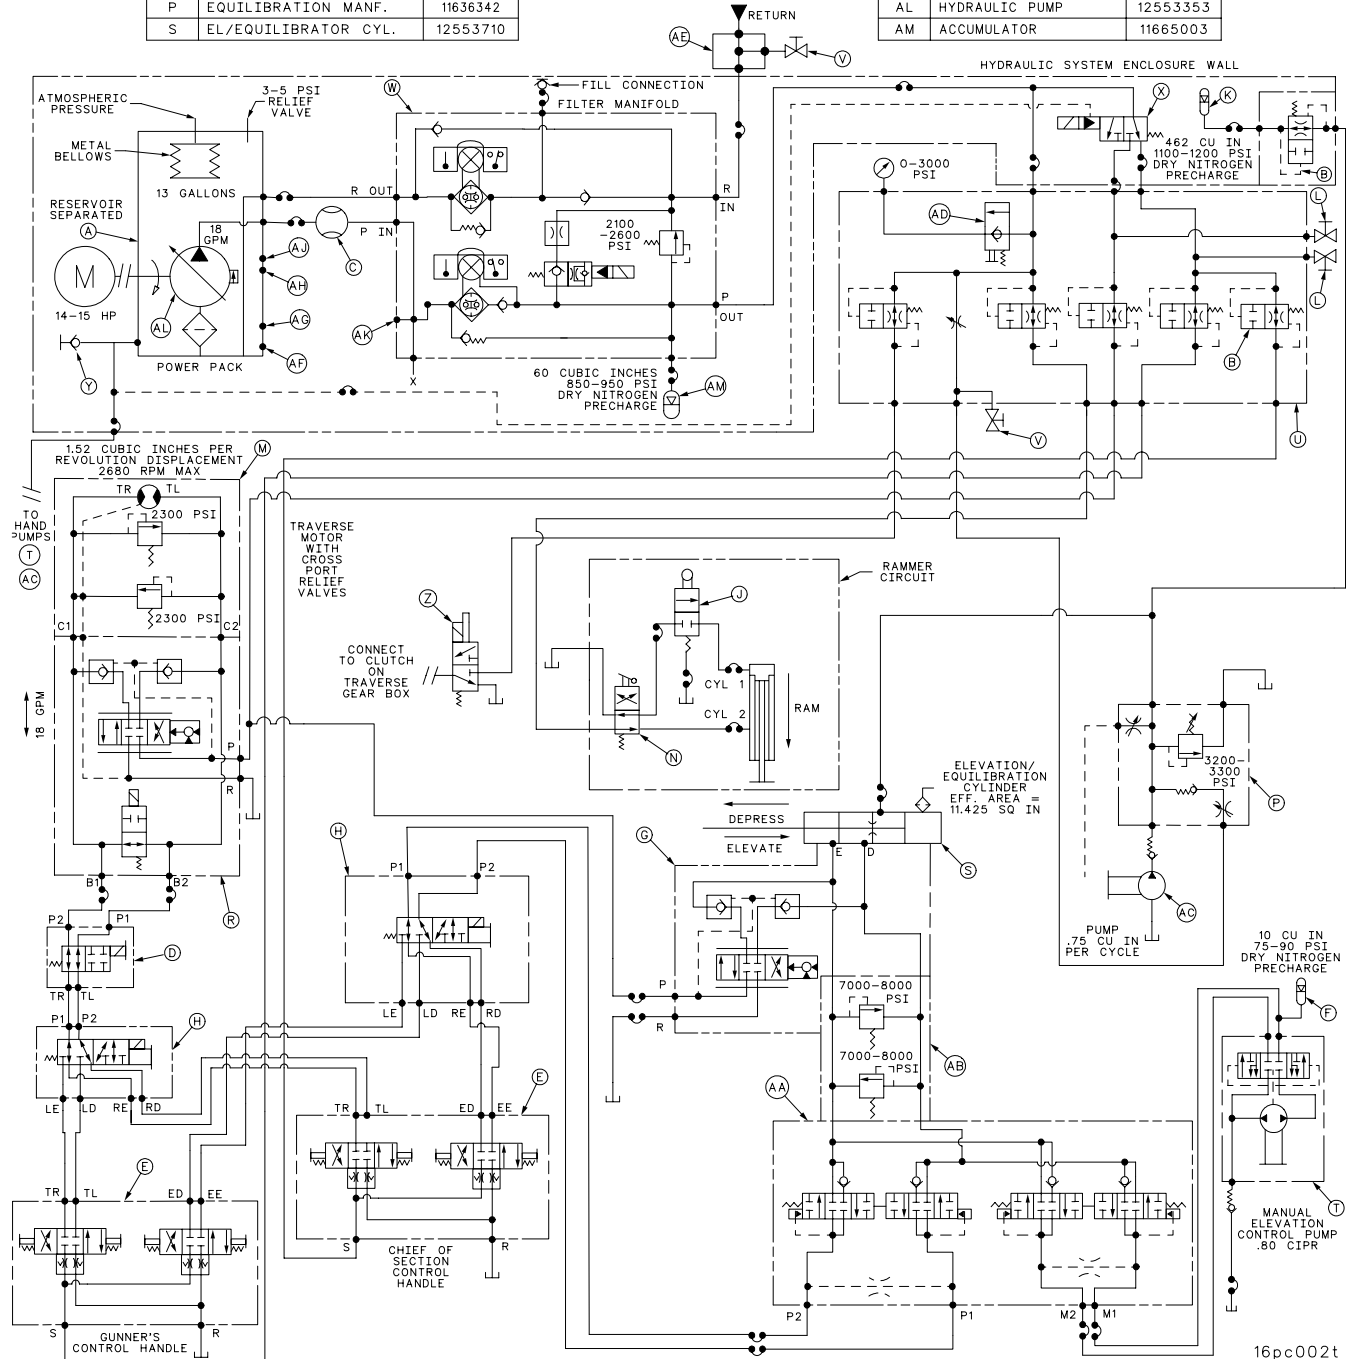 P EQUILIBRATION MANF. 11636342
S EL/EQUILIBRATOR CYL. 12553710
AL HYDRAULIC PUMP 12553353
AM ACCUMULATOR 11665003
RETURN
AE
V
HYDRAULIC SYSTEM ENCLOSURE WALL
ATMOSPHERIC
PRESSURE
3-5 PSI
RELIEF
VALVE
W
FILL CONNECTION
FILTER MANIFOLD
X
K
METAL
BELLOWS
462 CU IN
1100-1200 PSI
DRY NITROGEN
PRECHARGE
B
13 GALLONS
R OUT
R
IN
0-3000
PSI
RESERVOIR
SEPARATED
A
18
GPM
P IN
C
2100
-2600
PSI
AD
L
L
AJ
AH
M
14-15 HP
AL
AG
AF
AK
P
OUT
B
POWER PACK
Y
X
60 CUBIC INCHES
850-950 PSI
DRY NITROGEN
PRECHARGE
AM
V
U
1.52 CUBIC INCHES PER
REVOLUTION DISPLACEMENT
2680 RPM MAX
M
TR TL
2300 PSI
TO
HAND
PUMPS
T
AC
TRAVERSE
MOTOR
WITH
CROSS
PORT
RELIEF
VALVES
2300 PSI
C1 C2
RAMMER
CIRCUIT
Z
J
CONNECT
TO CLUTCH
ON
TRAVERSE
GEAR BOX
CYL 1
CYL 2
RAM
N
18 GPM
P
R
ELEVATION/
EQUILIBRATION
CYLINDER
EFF. AREA =
11.425 SQ IN
3200-
3300
PSI
P
DEPRESS
ELEVATE
G
E D
S
H
P1 P2
B1 B2
R
AC
PUMP
.75 CU IN
PER CYCLE
P2 P1
D
TR TL
10 CU IN
75-90 PSI
DRY NITROGEN
PRECHARGE
F
P
R
7000-8000
PSI
LE LD RE RD
P1 P2
H
7000-8000
PSI
AB
AA
LE LD RE RD
E
TR TL ED EE
E
TR TL ED EE
T
MANUAL
ELEVATION
CONTROL PUMP
.80 CIPR
S R
CHIEF OF
SECTION
CONTROL
HANDLE
P2 P1 M2 M1
S R
GUNNER'S
CONTROL HANDLE
16pc002t